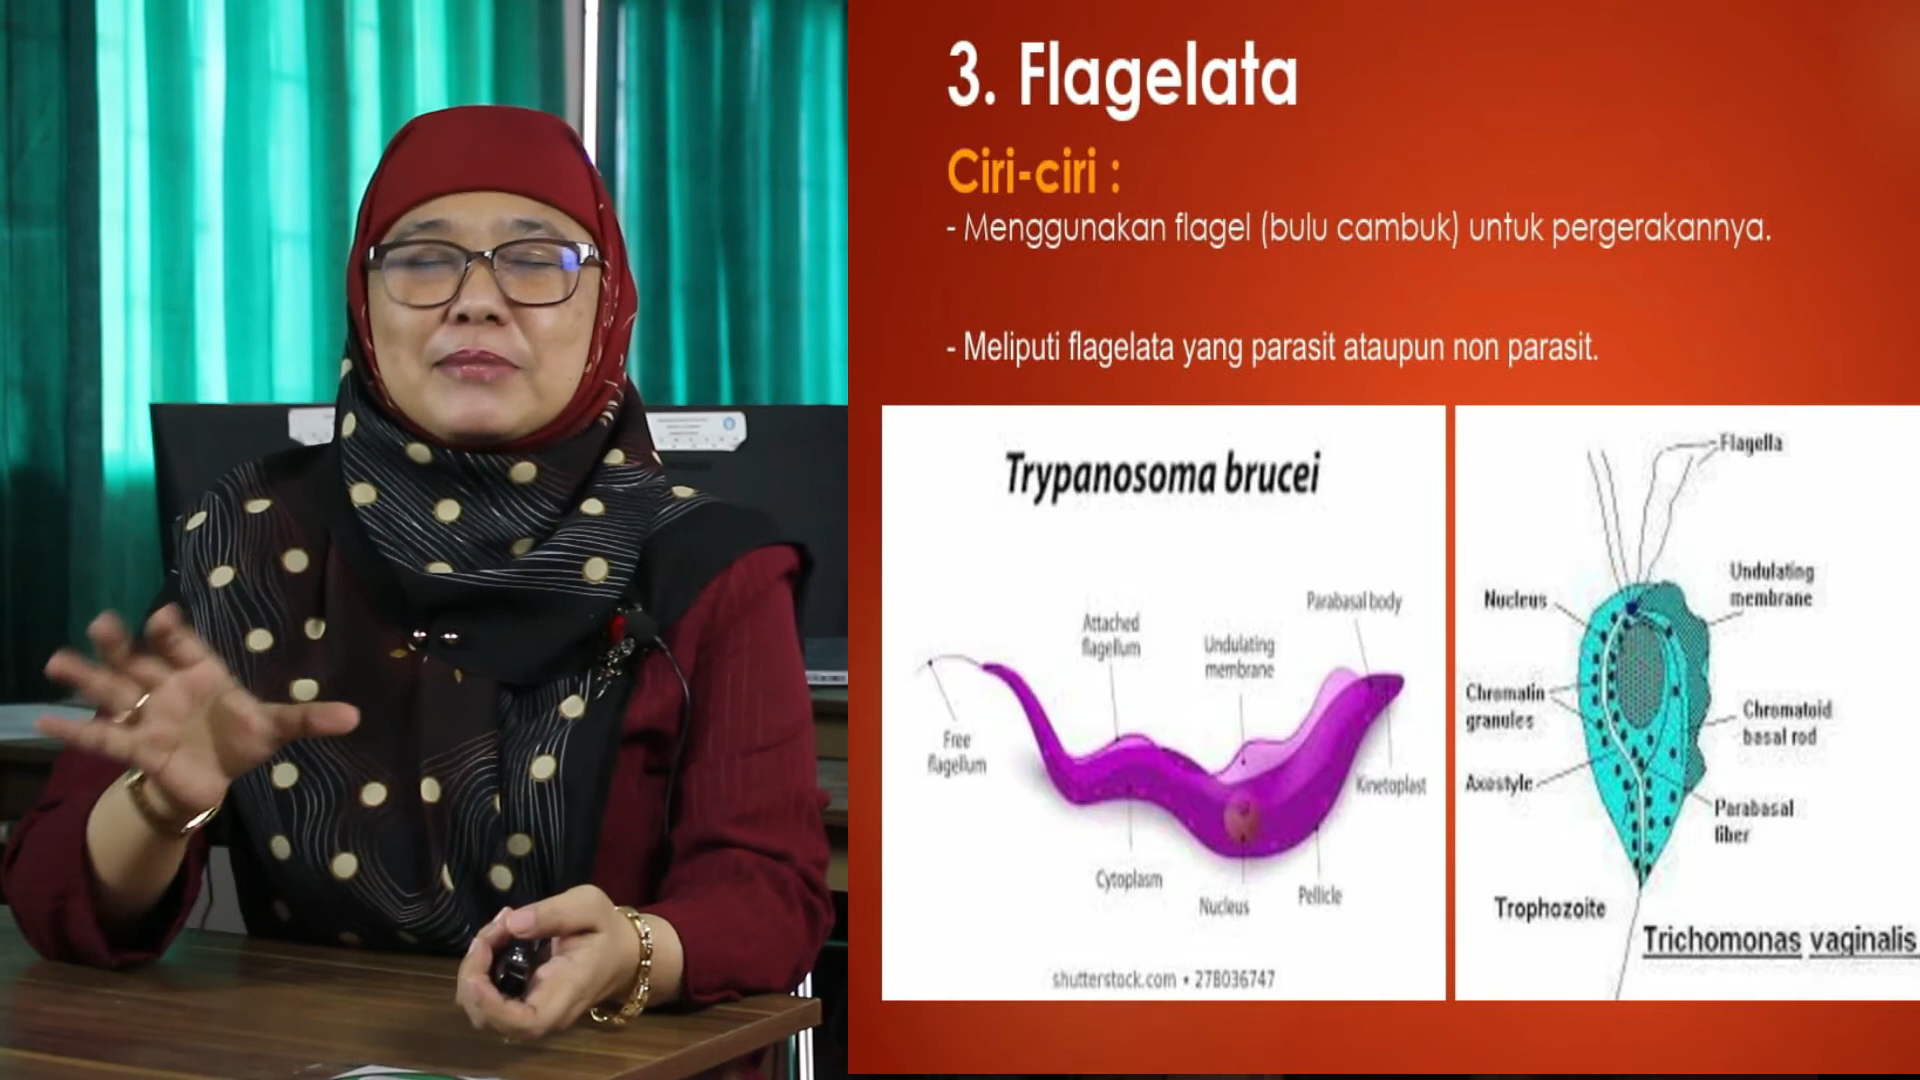 3. Flagelata
Ciri-ciri :
- Menggunakan flagel (bulu cambuk) untuk pergerakannya.
- Meliputi flagelata yang parasit ataupun non parasit.
Trypanosoma brucei
Parabasal body
Attached
flagellum
Undulating
membrane
Free
flagellum
Kinetoplast
Cytoplasm
Nucleus
Pellicle
shutterstock.com • 278036747
Flagella
Undulating
membrane
Nucleus
Chromatin
granules
Chromatoid
basal rod
Axostyle
Parabasal
fiber
Trophozoite
Trichomonas vaginalis